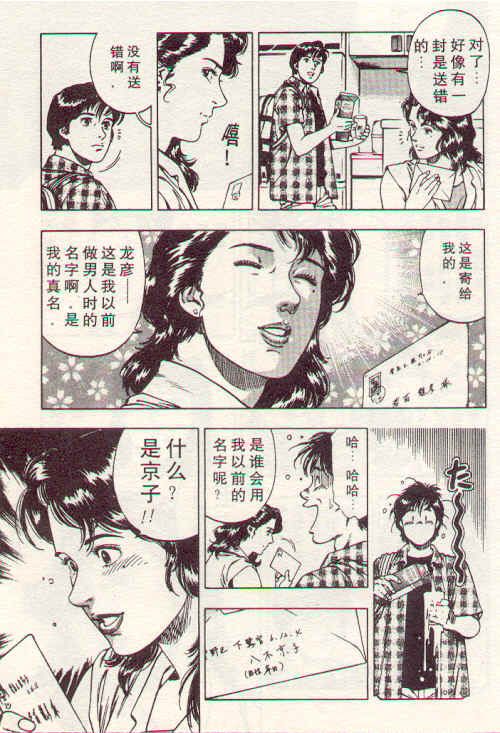 对了…
好像有一
封是送错
的…
嘻！
没有送
错啊．
这是寄给
我的．
龙彦——
这是我以前
做男人时的
名字啊．是
我的真名．
た〜
哈…哈哈…
是谁会用
我以前的
名字呢？
八木京子
什么？
是京子!!